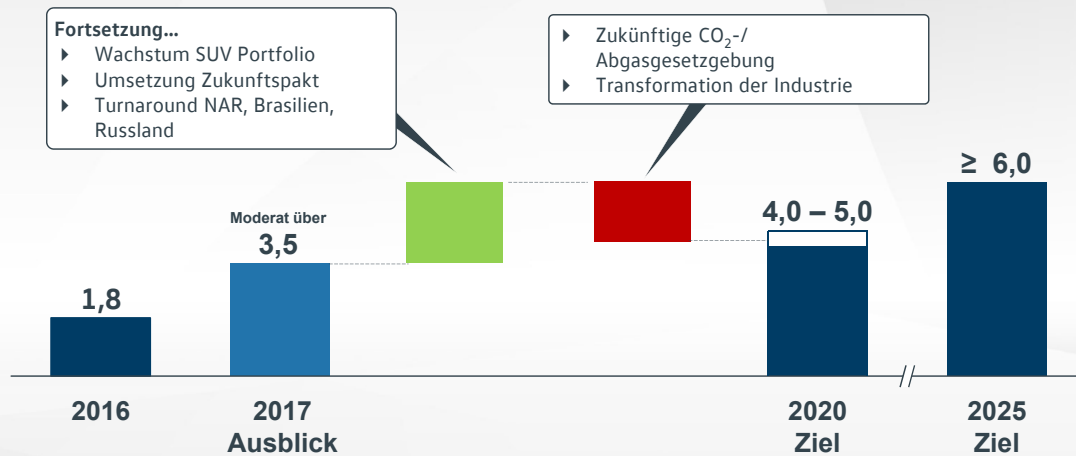 Fortsetzung...
▸ Wachstum SUV Portfolio
▸ Umsetzung Zukunftspakt
▸ Turnaround NAR, Brasilien,
Russland
▸ Zukünftige CO₂-/
Abgasgesetzgebung
▸ Transformation der Industrie
1,8
Moderat über
3,5
4,0 – 5,0
≥ 6,0
2016
2017
Ausblick
2020
Ziel
2025
Ziel